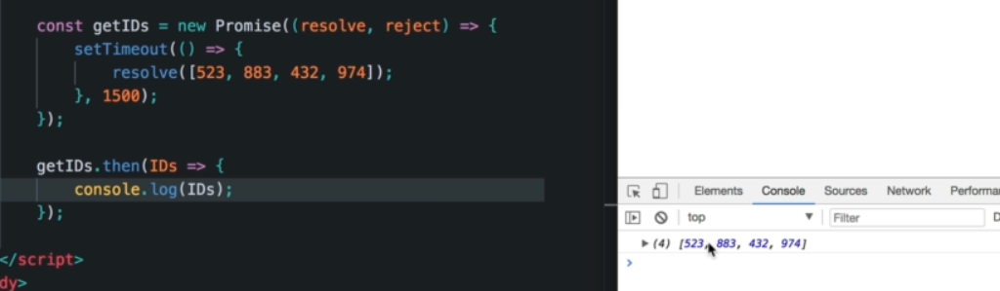 const getIDs = new Promise((resolve, reject) => {
setTimeout(() => {
resolve([523, 883, 432, 974]);
}, 1500);
});
getIDs.then(IDs => {
console.log(IDs);
});
</script>
dy>
Elements Console Sources Network Performa
top Filter D
(4) [523, 883, 432, 974]